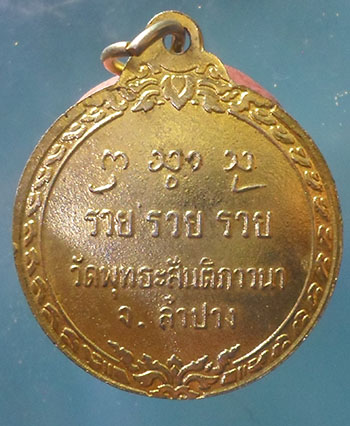 รวย รวย รวย
วัดพุทธะสันติภาวนา
จ. ลำปาง